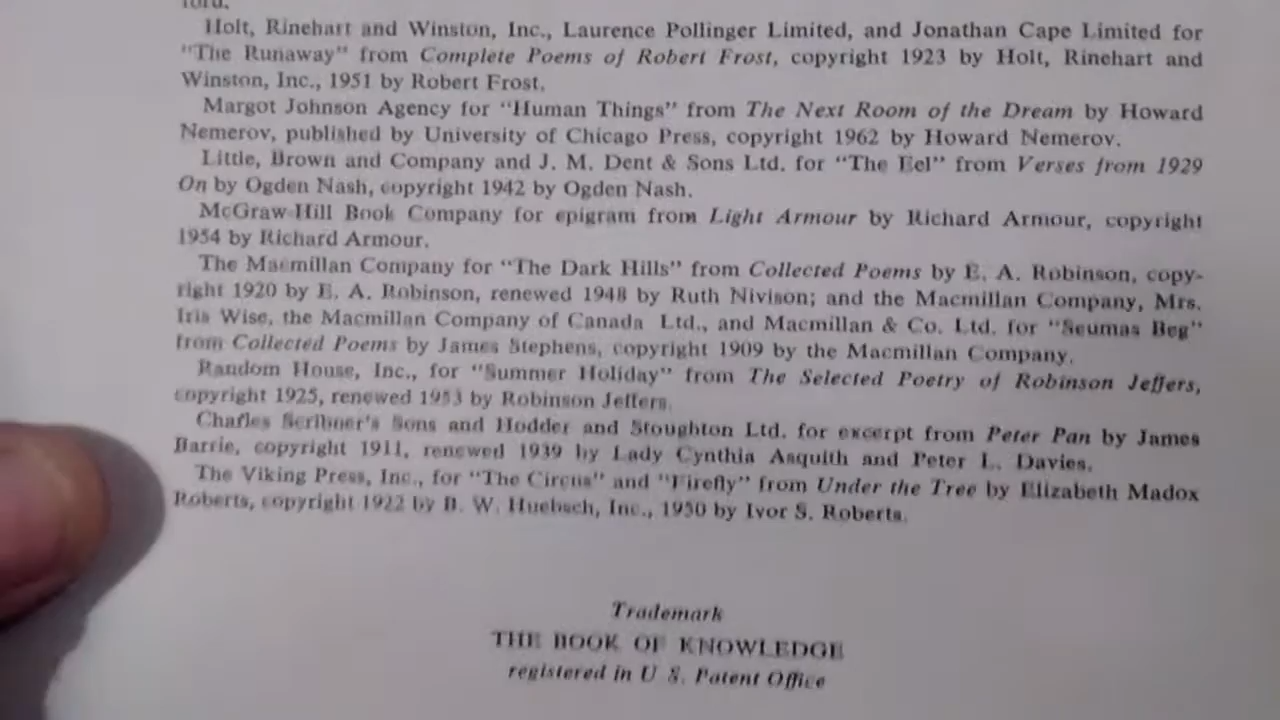 ford.
Holt, Rinehart and Winston, Inc., Laurence Pollinger Limited, and Jonathan Cape Limited for
"The Runaway" from Complete Poems of Robert Frost, copyright 1923 by Holt, Rinehart and
Winston, Inc., 1951 by Robert Frost.
Margot Johnson Agency for "Human Things" from The Next Room of the Dream by Howard
Nemerov, published by University of Chicago Press, copyright 1962 by Howard Nemerov.
Little, Brown and Company and J. M. Dent & Sons Ltd. for "The Eel" from Verses from 1929
On by Ogden Nash, copyright 1942 by Ogden Nash.
McGraw-Hill Book Company for epigram from Light Armour by Richard Armour, copyright
1954 by Richard Armour.
The Macmillan Company for "The Dark Hills" from Collected Poems by E. A. Robinson, copy-
right 1920 by E. A. Robinson, renewed 1948 by Ruth Nivison; and the Macmillan Company, Mrs.
Iris Wise, the Macmillan Company of Canada Ltd., and Macmillan & Co. Ltd. for "Seumas Beg"
from Collected Poems by James Stephens, copyright 1909 by the Macmillan Company.
Random House, Inc., for "Summer Holiday" from The Selected Poetry of Robinson Jeffers,
copyright 1925, renewed 1953 by Robinson Jeffers.
Charles Scribner's Sons and Hodder and Stoughton Ltd. for excerpt from Peter Pan by James
Barrie, copyright 1911, renewed 1939 by Lady Cynthia Asquith and Peter L. Davies.
The Viking Press, Inc., for "The Circus" and "Firefly" from Under the Tree by Elizabeth Madox
Roberts, copyright 1922 by B. W. Huebsch, Inc., 1950 by Ivor S. Roberts.
Trademark
THE BOOK OF KNOWLEDGE
registered in U. S. Patent Office